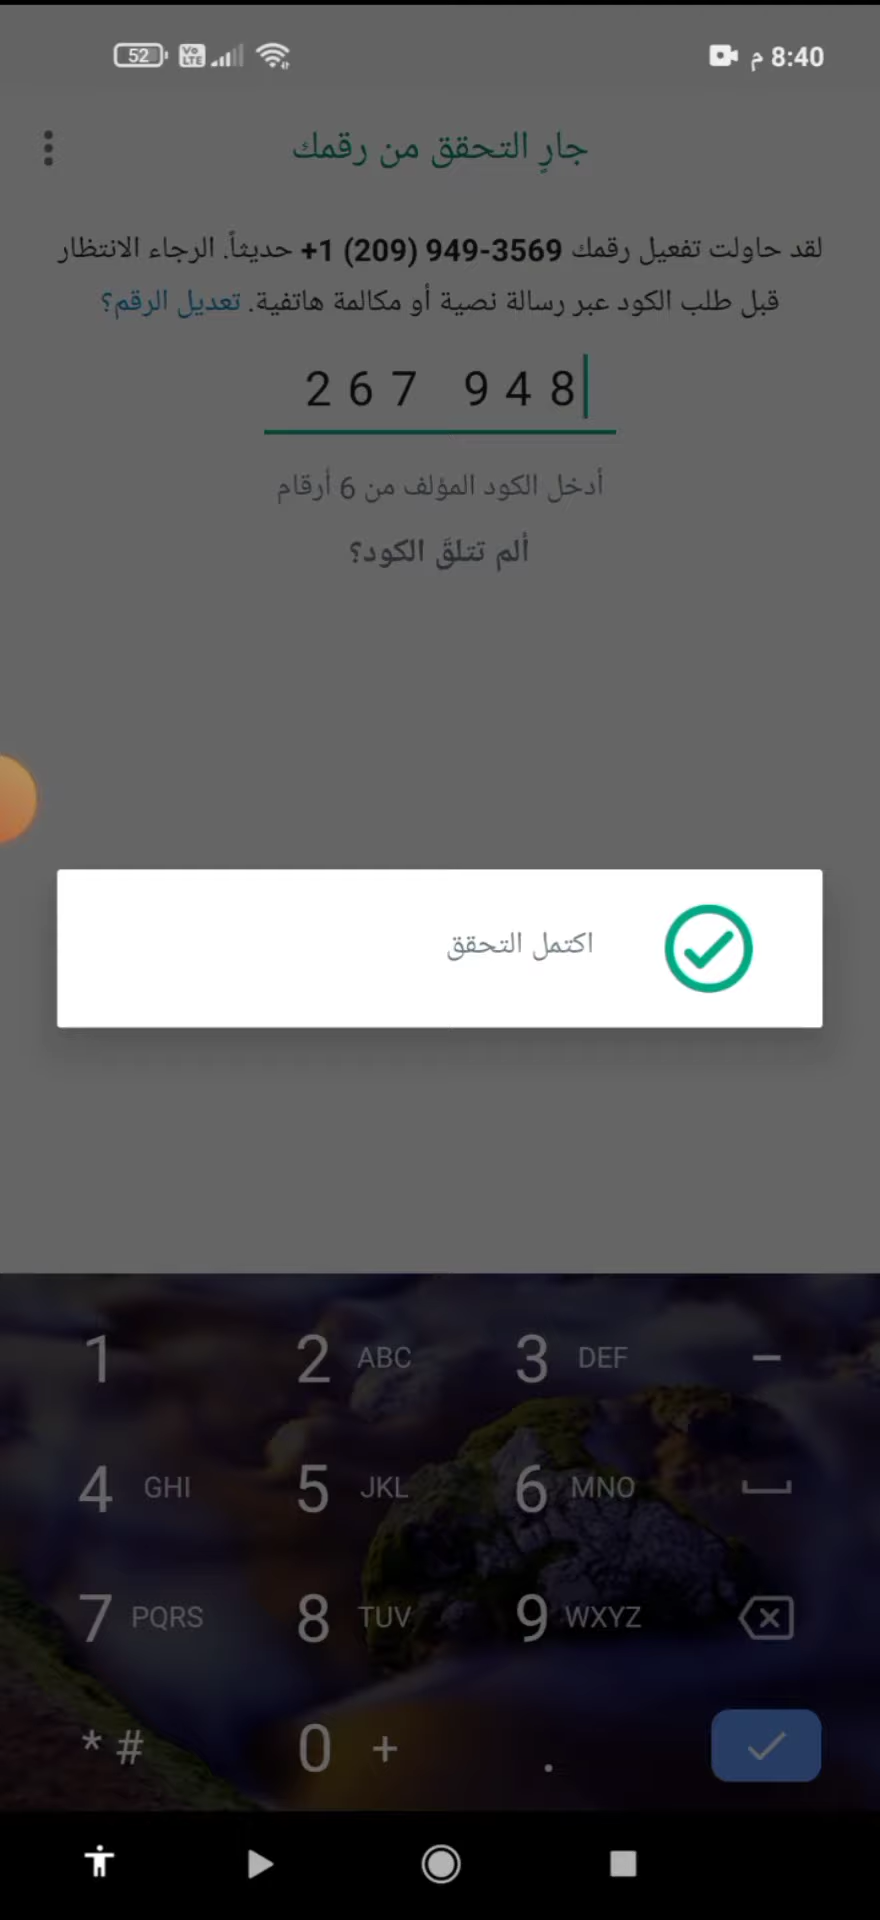 52 Vo LTE 8:40 م
جارٍ التحقق من رقمك
لقد حاولت تفعيل رقمك +1 (209) 949-3569 حديثاً. الرجاء الانتظار
قبل طلب الكود عبر رسالة نصية أو مكالمة هاتفية. تعديل الرقم؟
267 948
أدخل الكود المؤلف من 6 أرقام
ألم تتلقَ الكود؟
اكتمل التحقق
1 2 ABC 3 DEF –
4 GHI 5 JKL 6 MNO
7 PQRS 8 TUV 9 WXYZ
* # 0 + .